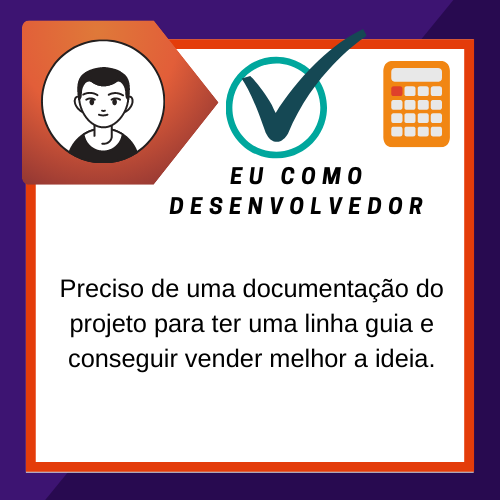 EU COMO
DESENVOLVEDOR
Preciso de uma documentação do
projeto para ter uma linha guia e
conseguir vender melhor a ideia.